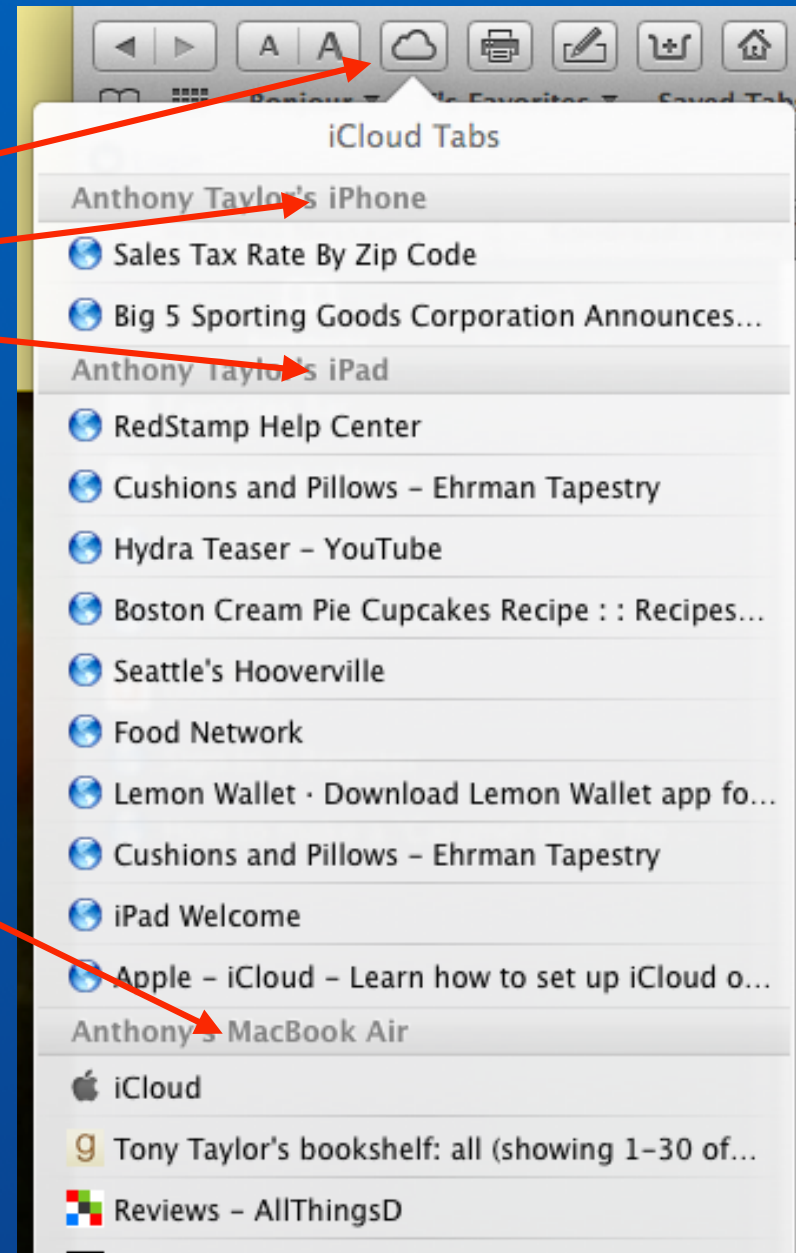 A A
Bonjour 's Favorites Saved Tab
iCloud Tabs
Anthony Taylor's iPhone
Sales Tax Rate By Zip Code
Big 5 Sporting Goods Corporation Announces...
Anthony Taylor's iPad
RedStamp Help Center
Cushions and Pillows – Ehrman Tapestry
Hydra Teaser – YouTube
Boston Cream Pie Cupcakes Recipe : : Recipes...
Seattle's Hooverville
Food Network
Lemon Wallet · Download Lemon Wallet app fo...
Cushions and Pillows – Ehrman Tapestry
iPad Welcome
Apple – iCloud – Learn how to set up iCloud o...
Anthony's MacBook Air
iCloud
g Tony Taylor's bookshelf: all (showing 1–30 of...
Reviews – AllThingsD